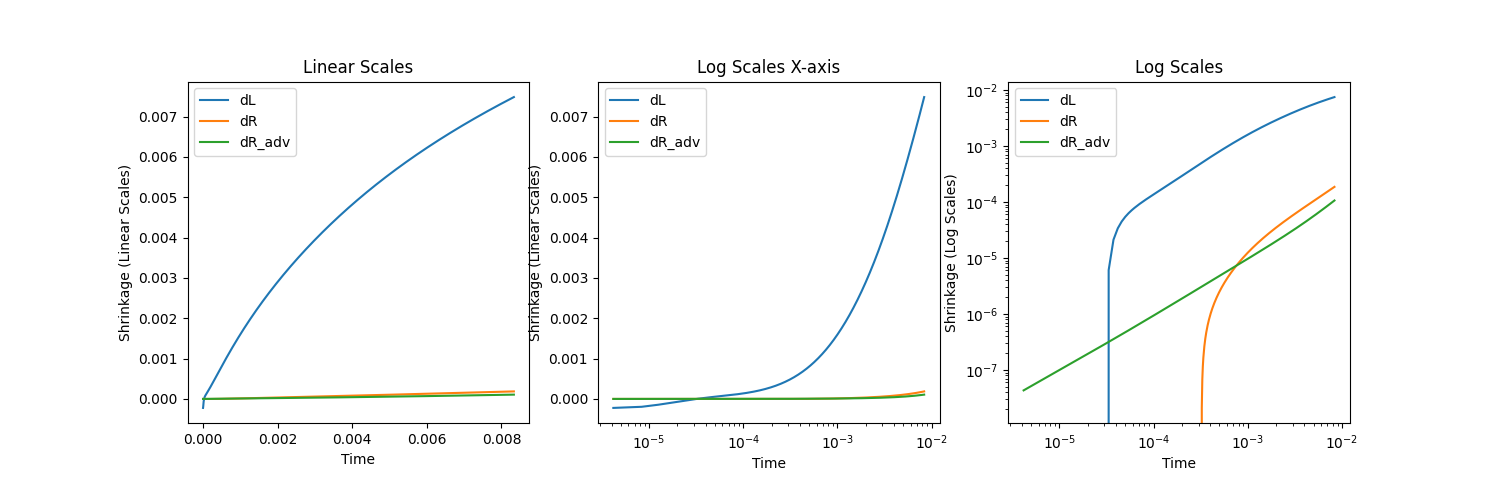 Linear Scales
dL
dR
dR_adv
0.007
0.006
0.005
0.004
0.003
0.002
0.001
0.000
Shrinkage (Linear Scales)
0.000 0.002 0.004 0.006 0.008
Time
Log Scales X-axis
dL
dR
dR_adv
0.007
0.006
0.005
0.004
0.003
0.002
0.001
0.000
Shrinkage (Linear Scales)
10⁻⁵ 10⁻⁴ 10⁻³ 10⁻²
Time
Log Scales
dL
dR
dR_adv
10⁻²
10⁻³
10⁻⁴
10⁻⁵
10⁻⁶
10⁻⁷
Shrinkage (Log Scales)
10⁻⁵ 10⁻⁴ 10⁻³ 10⁻²
Time